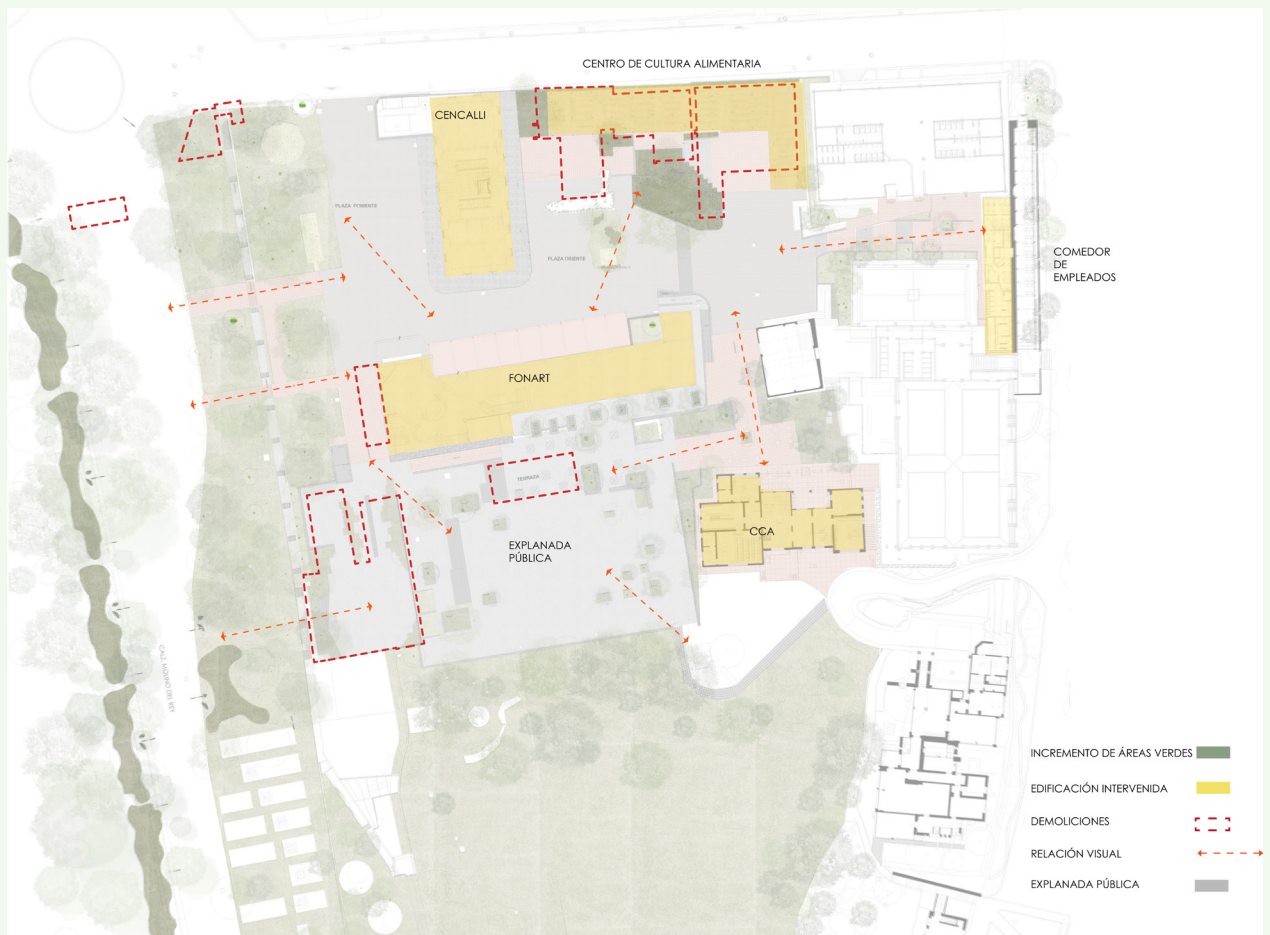 CENTRO DE CULTURA ALIMENTARIA
CENCALLI
PLAZA PONIENTE
PLAZA ORIENTE
COMEDOR
DE
EMPLEADOS
FONART
TERRAZA
EXPLANADA
PÚBLICA
CCA
CALZ. MOLINO DEL REY
INCREMENTO DE ÁREAS VERDES
EDIFICACIÓN INTERVENIDA
DEMOLICIONES
RELACIÓN VISUAL
EXPLANADA PÚBLICA